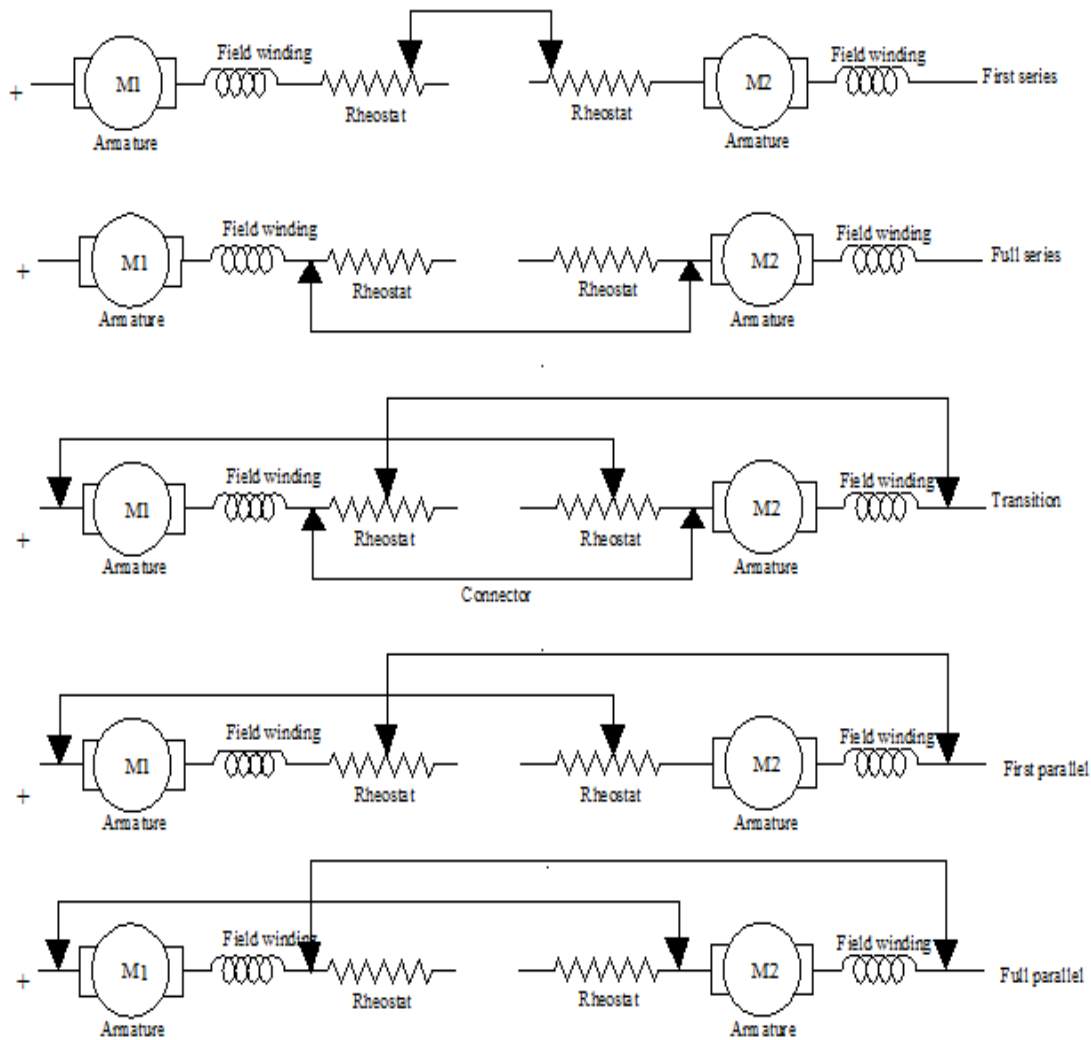 Field winding
+ M1 M2 Field winding First series
Rheostat Rheostat
Armature Armature
Field winding Field winding
+ M1 M2 Full series
Rheostat Rheostat
Armature Armature
Field winding Field winding
+ M1 M2 Transition
Rheostat Rheostat
Armature Armature
Connector
Field winding Field winding
+ M1 M2 First parallel
Rheostat Rheostat
Armature Armature
Field winding Field winding
+ M1 M2 Full parallel
Rheostat Rheostat
Armature Armature